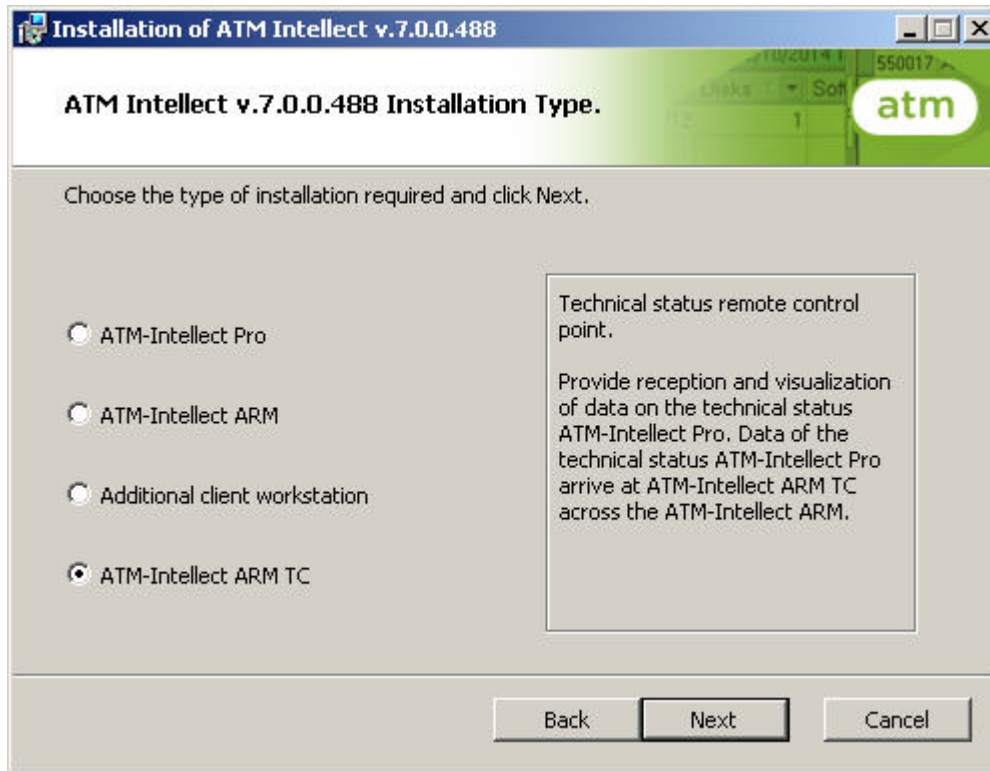 Installation of ATM Intellect v.7.0.0.488
ATM Intellect v.7.0.0.488 Installation Type.
550017
Disks
1
atm
Choose the type of installation required and click Next.
ATM-Intellect Pro
ATM-Intellect ARM
Additional client workstation
ATM-Intellect ARM TC
Technical status remote control
point.
Provide reception and visualization
of data on the technical status
ATM-Intellect Pro. Data of the
technical status ATM-Intellect Pro
arrive at ATM-Intellect ARM TC
across the ATM-Intellect ARM.
Back
Next
Cancel